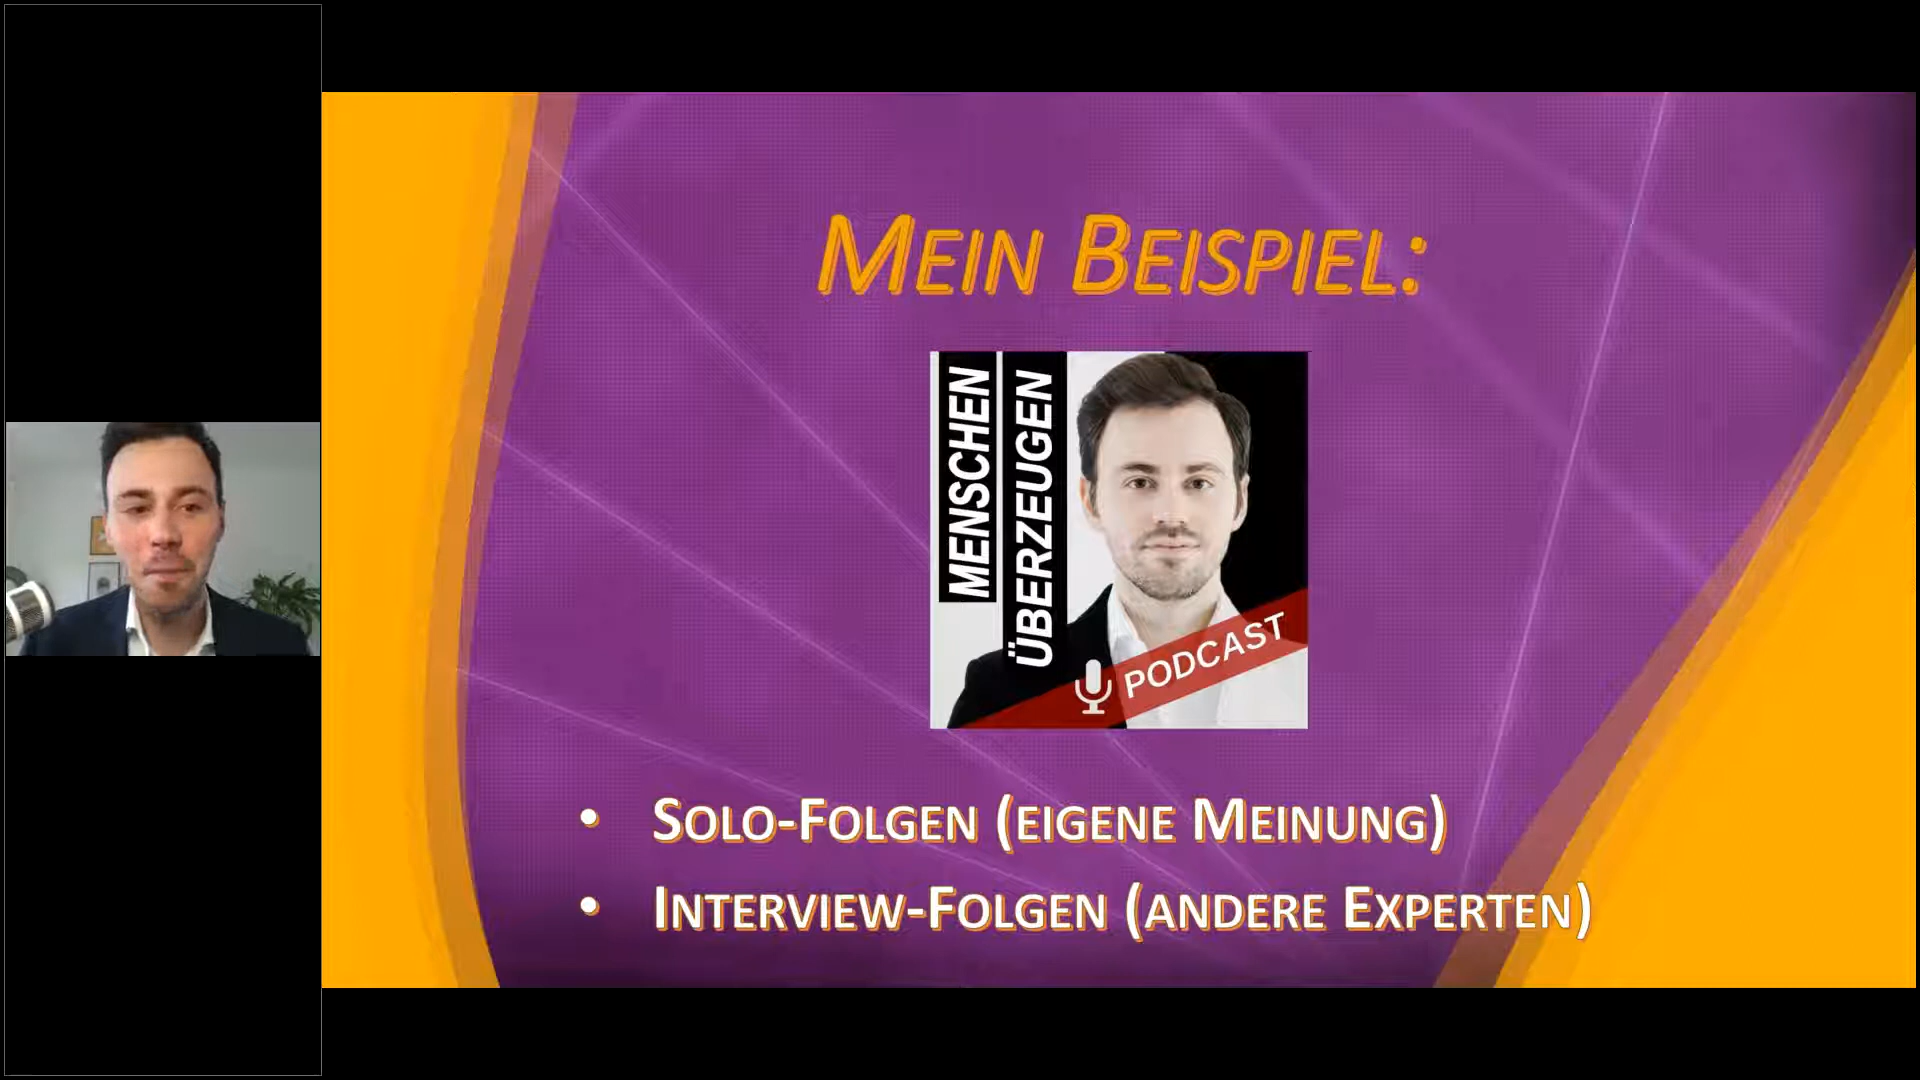 Mein Beispiel:
MENSCHEN
ÜBERZEUGEN
PODCAST
• Solo-Folgen (eigene Meinung)
• Interview-Folgen (andere Experten)